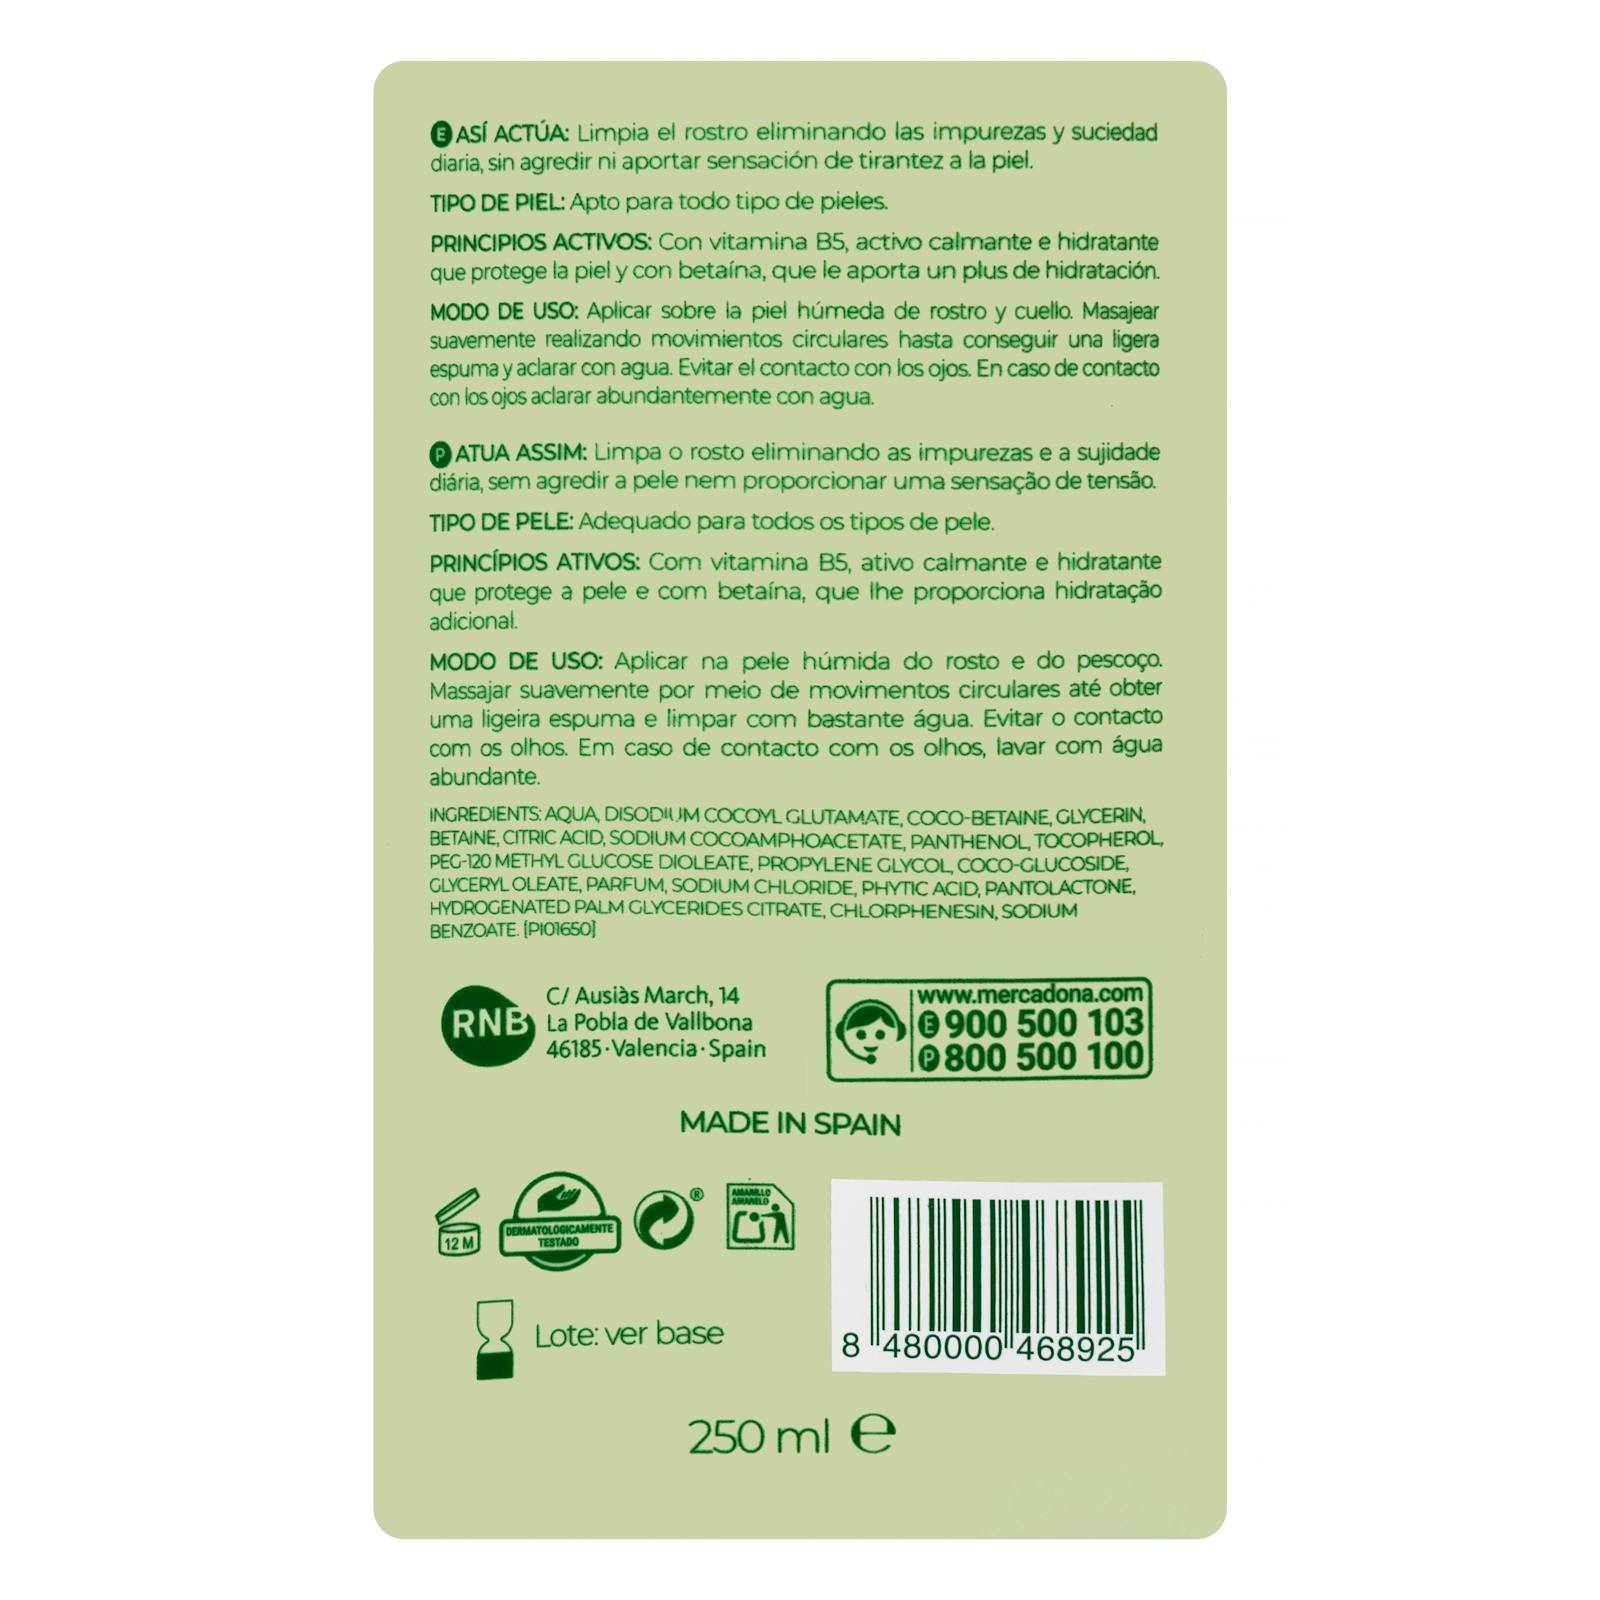 E ASÍ ACTÚA: Limpia el rostro eliminando las impurezas y suciedad
diaria, sin agredir ni aportar sensación de tirantez a la piel.
TIPO DE PIEL: Apto para todo tipo de pieles.
PRINCIPIOS ACTIVOS: Con vitamina B5, activo calmante e hidratante
que protege la piel y con betaína, que le aporta un plus de hidratación.
MODO DE USO: Aplicar sobre la piel húmeda de rostro y cuello. Masajear
suavemente realizando movimientos circulares hasta conseguir una ligera
espuma y aclarar con agua. Evitar el contacto con los ojos. En caso de contacto
con los ojos aclarar abundantemente con agua.
P ATUA ASSIM: Limpa o rosto eliminando as impurezas e a sujidade
diária, sem agredir a pele nem proporcionar uma sensação de tensão.
TIPO DE PELE: Adequado para todos os tipos de pele.
PRINCÍPIOS ATIVOS: Com vitamina B5, ativo calmante e hidratante
que protege a pele e com betaína, que lhe proporciona hidratação
adicional.
MODO DE USO: Aplicar na pele húmida do rosto e do pescoço.
Massajar suavemente por meio de movimentos circulares até obter
uma ligeira espuma e limpar com bastante água. Evitar o contacto
com os olhos. Em caso de contacto com os olhos, lavar com água
abundante.
INGREDIENTS: AQUA, DISODIUM COCOYL GLUTAMATE, COCO-BETAINE, GLYCERIN,
BETAINE, CITRIC ACID, SODIUM COCOAMPHOACETATE, PANTHENOL, TOCOPHEROL,
PEG-120 METHYL GLUCOSE DIOLEATE, PROPYLENE GLYCOL, COCO-GLUCOSIDE,
GLYCERYL OLEATE, PARFUM, SODIUM CHLORIDE, PHYTIC ACID, PANTOLACTONE,
HYDROGENATED PALM GLYCERIDES CITRATE, CHLORPHENESIN, SODIUM
BENZOATE. [PI01650]
RNB
C/ Ausiàs March, 14
La Pobla de Vallbona
46185·Valencia·Spain
www.mercadona.com
E 900 500 103
P 800 500 100
MADE IN SPAIN
12 M
DERMATOLOGICAMENTE
TESTADO
®
AMARILLO
AMARELO
Lote: ver base
8 480000 468925
250 ml ℮